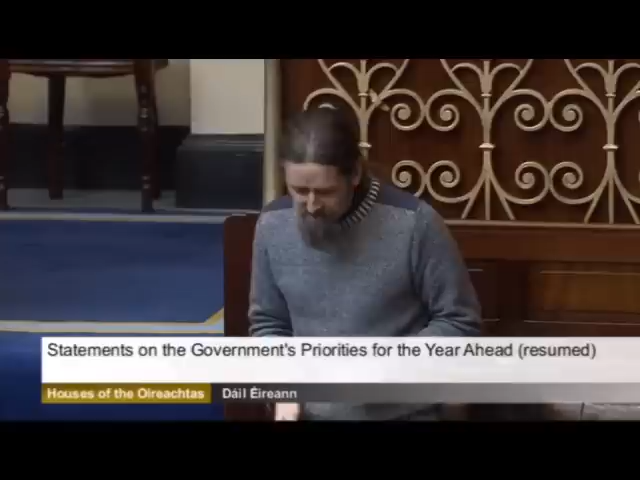 Statements on the Government's Priorities for the Year Ahead (resumed)
Houses of the Oireachtas Dáil Éireann